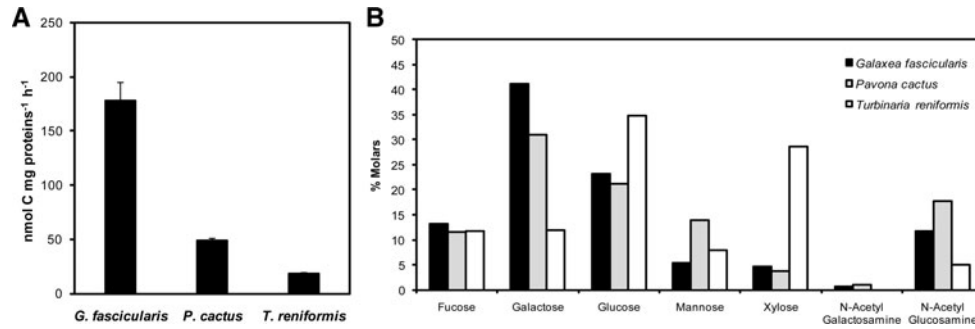 A
250
200
150
100
50
0
nmol C mg proteins⁻¹ h⁻¹
G. fascicularis P. cactus T. reniformis
B
50
45
40
35
30
25
20
15
10
5
0
% Molars
Galaxea fascicularis
Pavona cactus
Turbinaria reniformis
Fucose Galactose Glucose Mannose Xylose N-Acetyl Galactosamine N-Acetyl Glucosamine